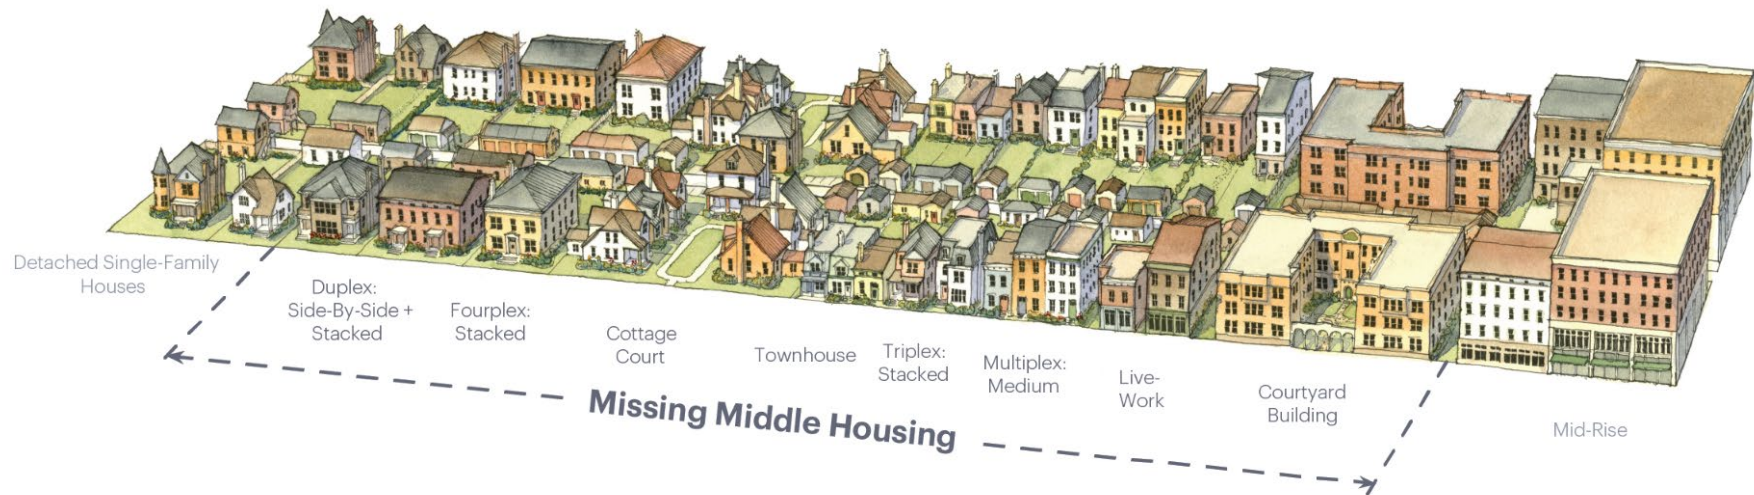 Detached Single-Family
Houses
Duplex:
Side-By-Side +
Stacked
Fourplex:
Stacked
Cottage
Court
Townhouse
Triplex:
Stacked
Multiplex:
Medium
Live-
Work
Courtyard
Building
Mid-Rise
Missing Middle Housing